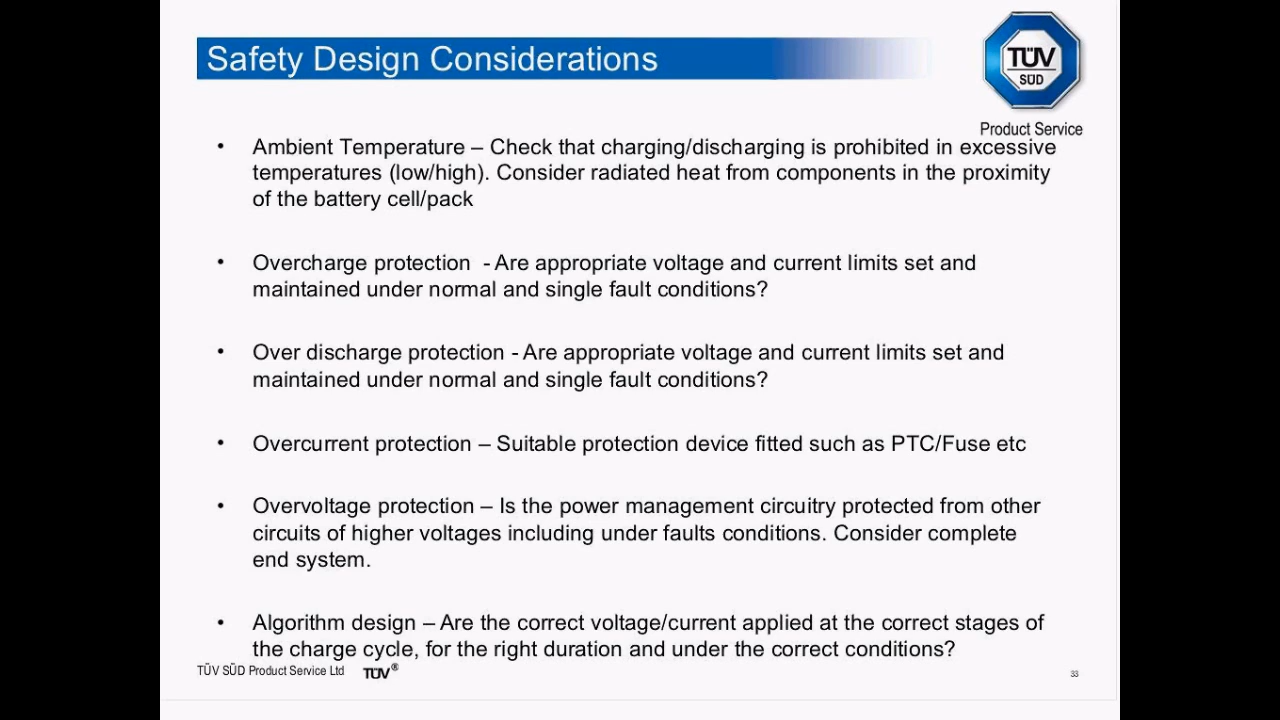 Safety Design Considerations
TÜV
SÜD
Product Service
• Ambient Temperature – Check that charging/discharging is prohibited in excessive
temperatures (low/high). Consider radiated heat from components in the proximity
of the battery cell/pack
• Overcharge protection  - Are appropriate voltage and current limits set and
maintained under normal and single fault conditions?
• Over discharge protection - Are appropriate voltage and current limits set and
maintained under normal and single fault conditions?
• Overcurrent protection – Suitable protection device fitted such as PTC/Fuse etc
• Overvoltage protection – Is the power management circuitry protected from other
circuits of higher voltages including under faults conditions. Consider complete
end system.
• Algorithm design – Are the correct voltage/current applied at the correct stages of
the charge cycle, for the right duration and under the correct conditions?
TÜV SÜD Product Service Ltd TÜV® 33